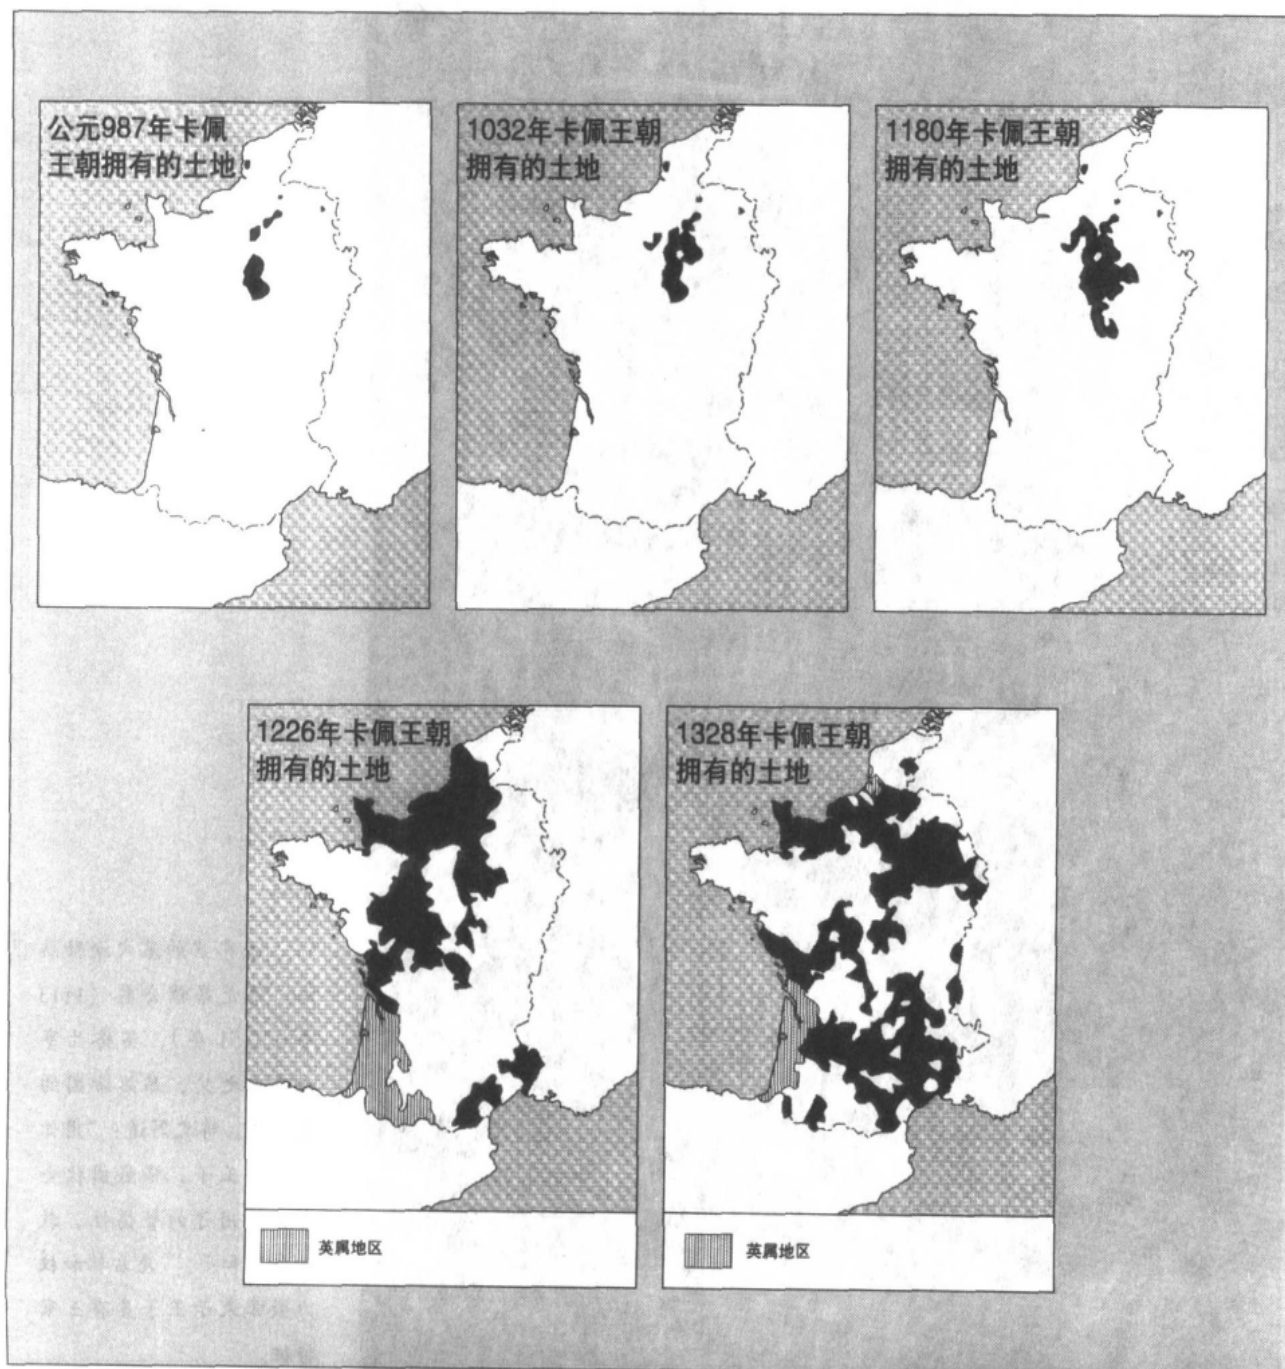 公元987年卡佩
王朝拥有的土地
1032年卡佩王朝
拥有的土地
1180年卡佩王朝
拥有的土地
1226年卡佩王朝
拥有的土地
英属地区
1328年卡佩王朝
拥有的土地
英属地区